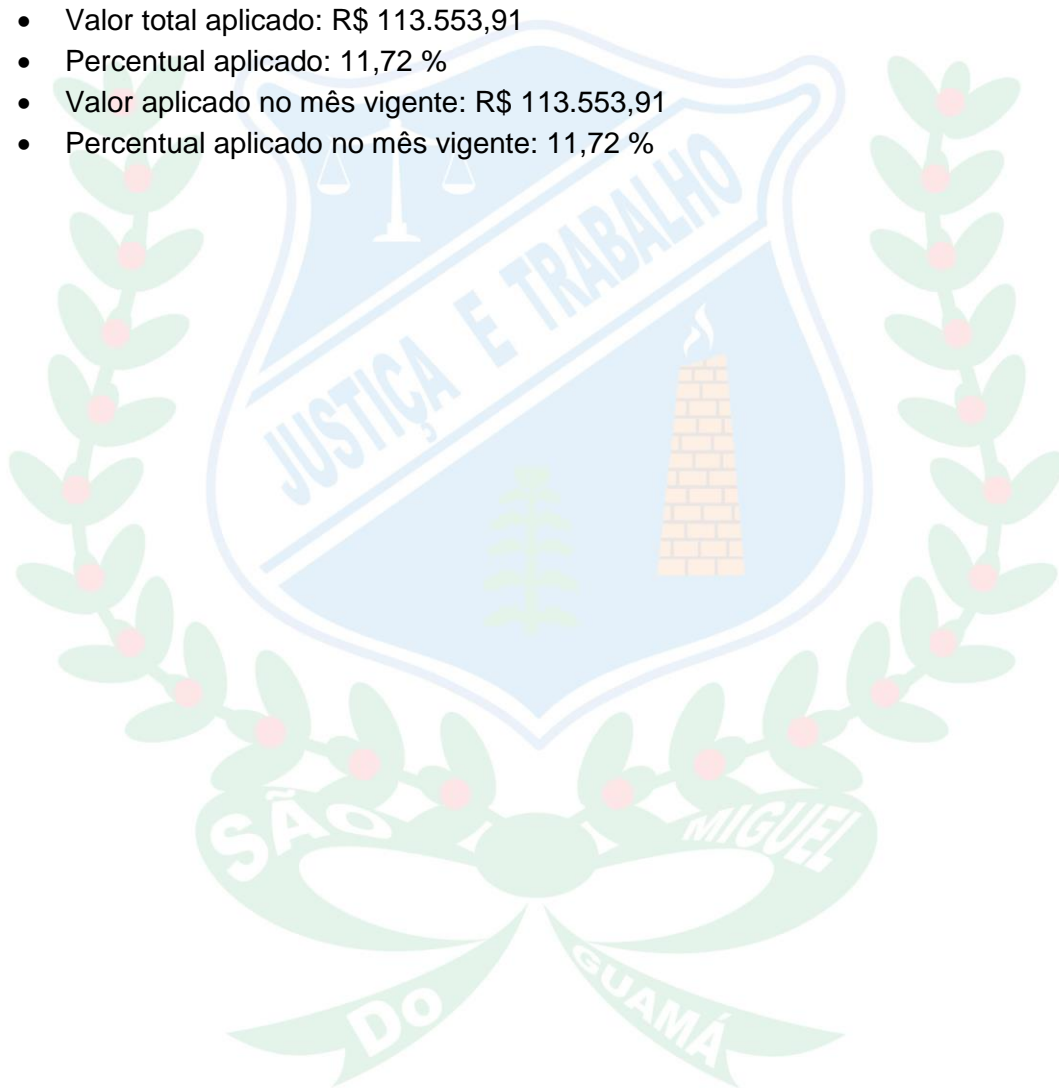 • Valor total aplicado: R$ 113.553,91
• Percentual aplicado: 11,72 %
• Valor aplicado no mês vigente: R$ 113.553,91
• Percentual aplicado no mês vigente: 11,72 %
JUSTIÇA E TRABALHO
SÃO MIGUEL
DO GUAMÁ